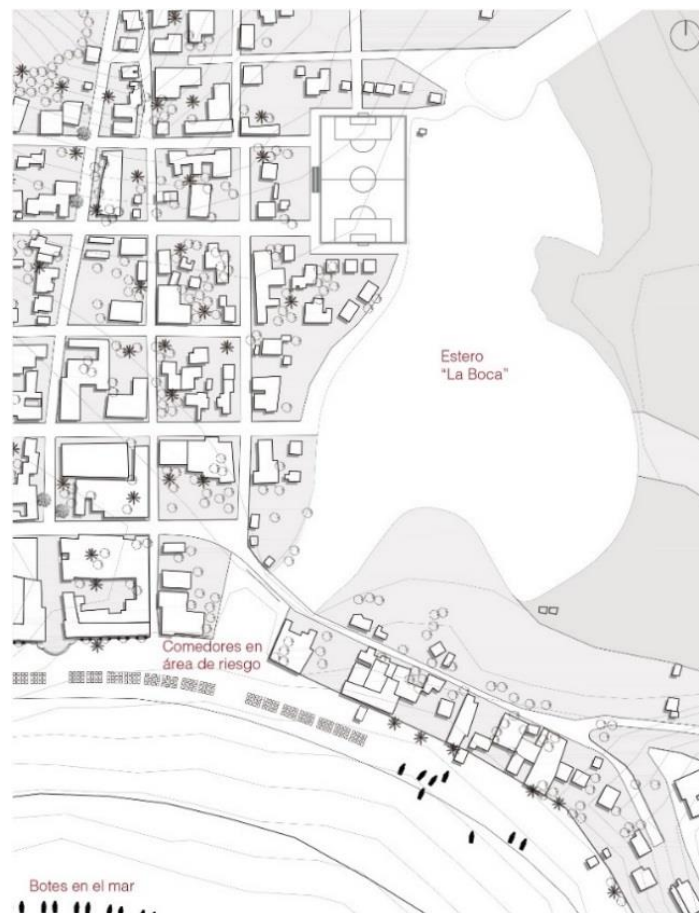 Estero
"La Boca"
Comedores en
área de riesgo
Botes en el mar